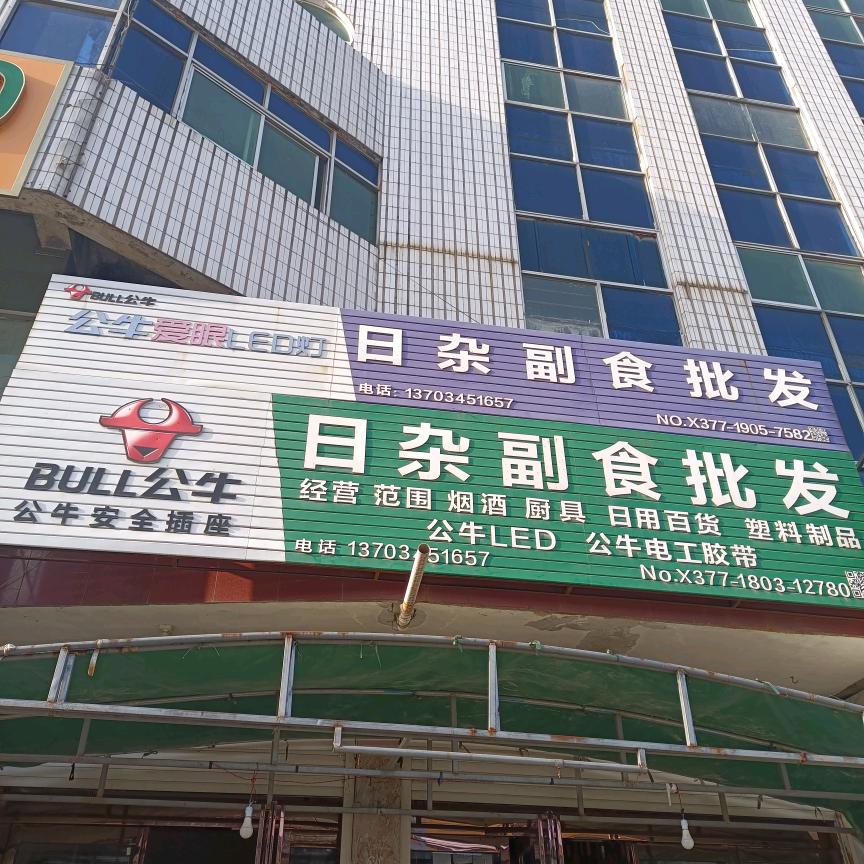 BULL公牛
公牛爱眼LED灯
日杂副食批发
电话:13703451657
NO.X377-1905-7582
BULL公牛
公牛安全插座
日杂副食批发
经营 范围 烟酒 厨具 日用百货 塑料制品
公牛LED 公牛电工胶带
电话 13703451657
No.X377-1803-12780